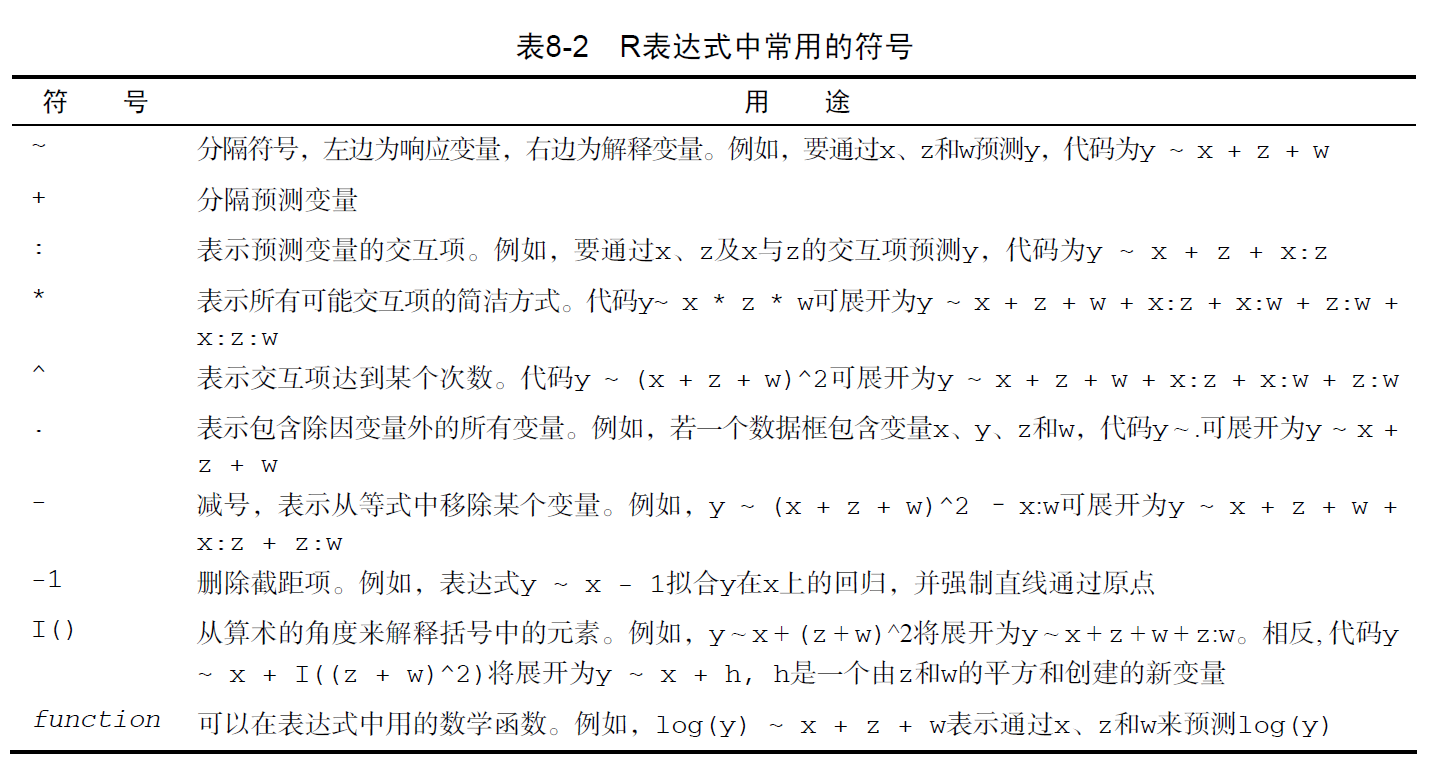 表8-2 R表达式中常用的符号
符 号 用 途
~ 分隔符号，左边为响应变量，右边为解释变量。例如，要通过x、z和w预测y，代码为y ~ x + z + w
+ 分隔预测变量
: 表示预测变量的交互项。例如，要通过x、z及x与z的交互项预测y，代码为y ~ x + z + x:z
* 表示所有可能交互项的简洁方式。代码y~ x * z * w可展开为y ~ x + z + w + x:z + x:w + z:w +
x:z:w
^ 表示交互项达到某个次数。代码y ~ (x + z + w)^2可展开为y ~ x + z + w + x:z + x:w + z:w
. 表示包含除因变量外的所有变量。例如，若一个数据框包含变量x、y、z和w，代码y ~.可展开为y ~ x +
z + w
- 减号，表示从等式中移除某个变量。例如，y ~ (x + z + w)^2 – x:w可展开为y ~ x + z + w +
x:z + z:w
-1 删除截距项。例如，表达式y ~ x - 1拟合y在x上的回归，并强制直线通过原点
I() 从算术的角度来解释括号中的元素。例如，y ~ x + (z + w)^2将展开为y ~ x + z + w + z:w。相反, 代码y
~ x + I((z + w)^2)将展开为y ~ x + h, h是一个由z和w的平方和创建的新变量
function 可以在表达式中用的数学函数。例如，log(y) ~ x + z + w表示通过x、z和w来预测log(y)